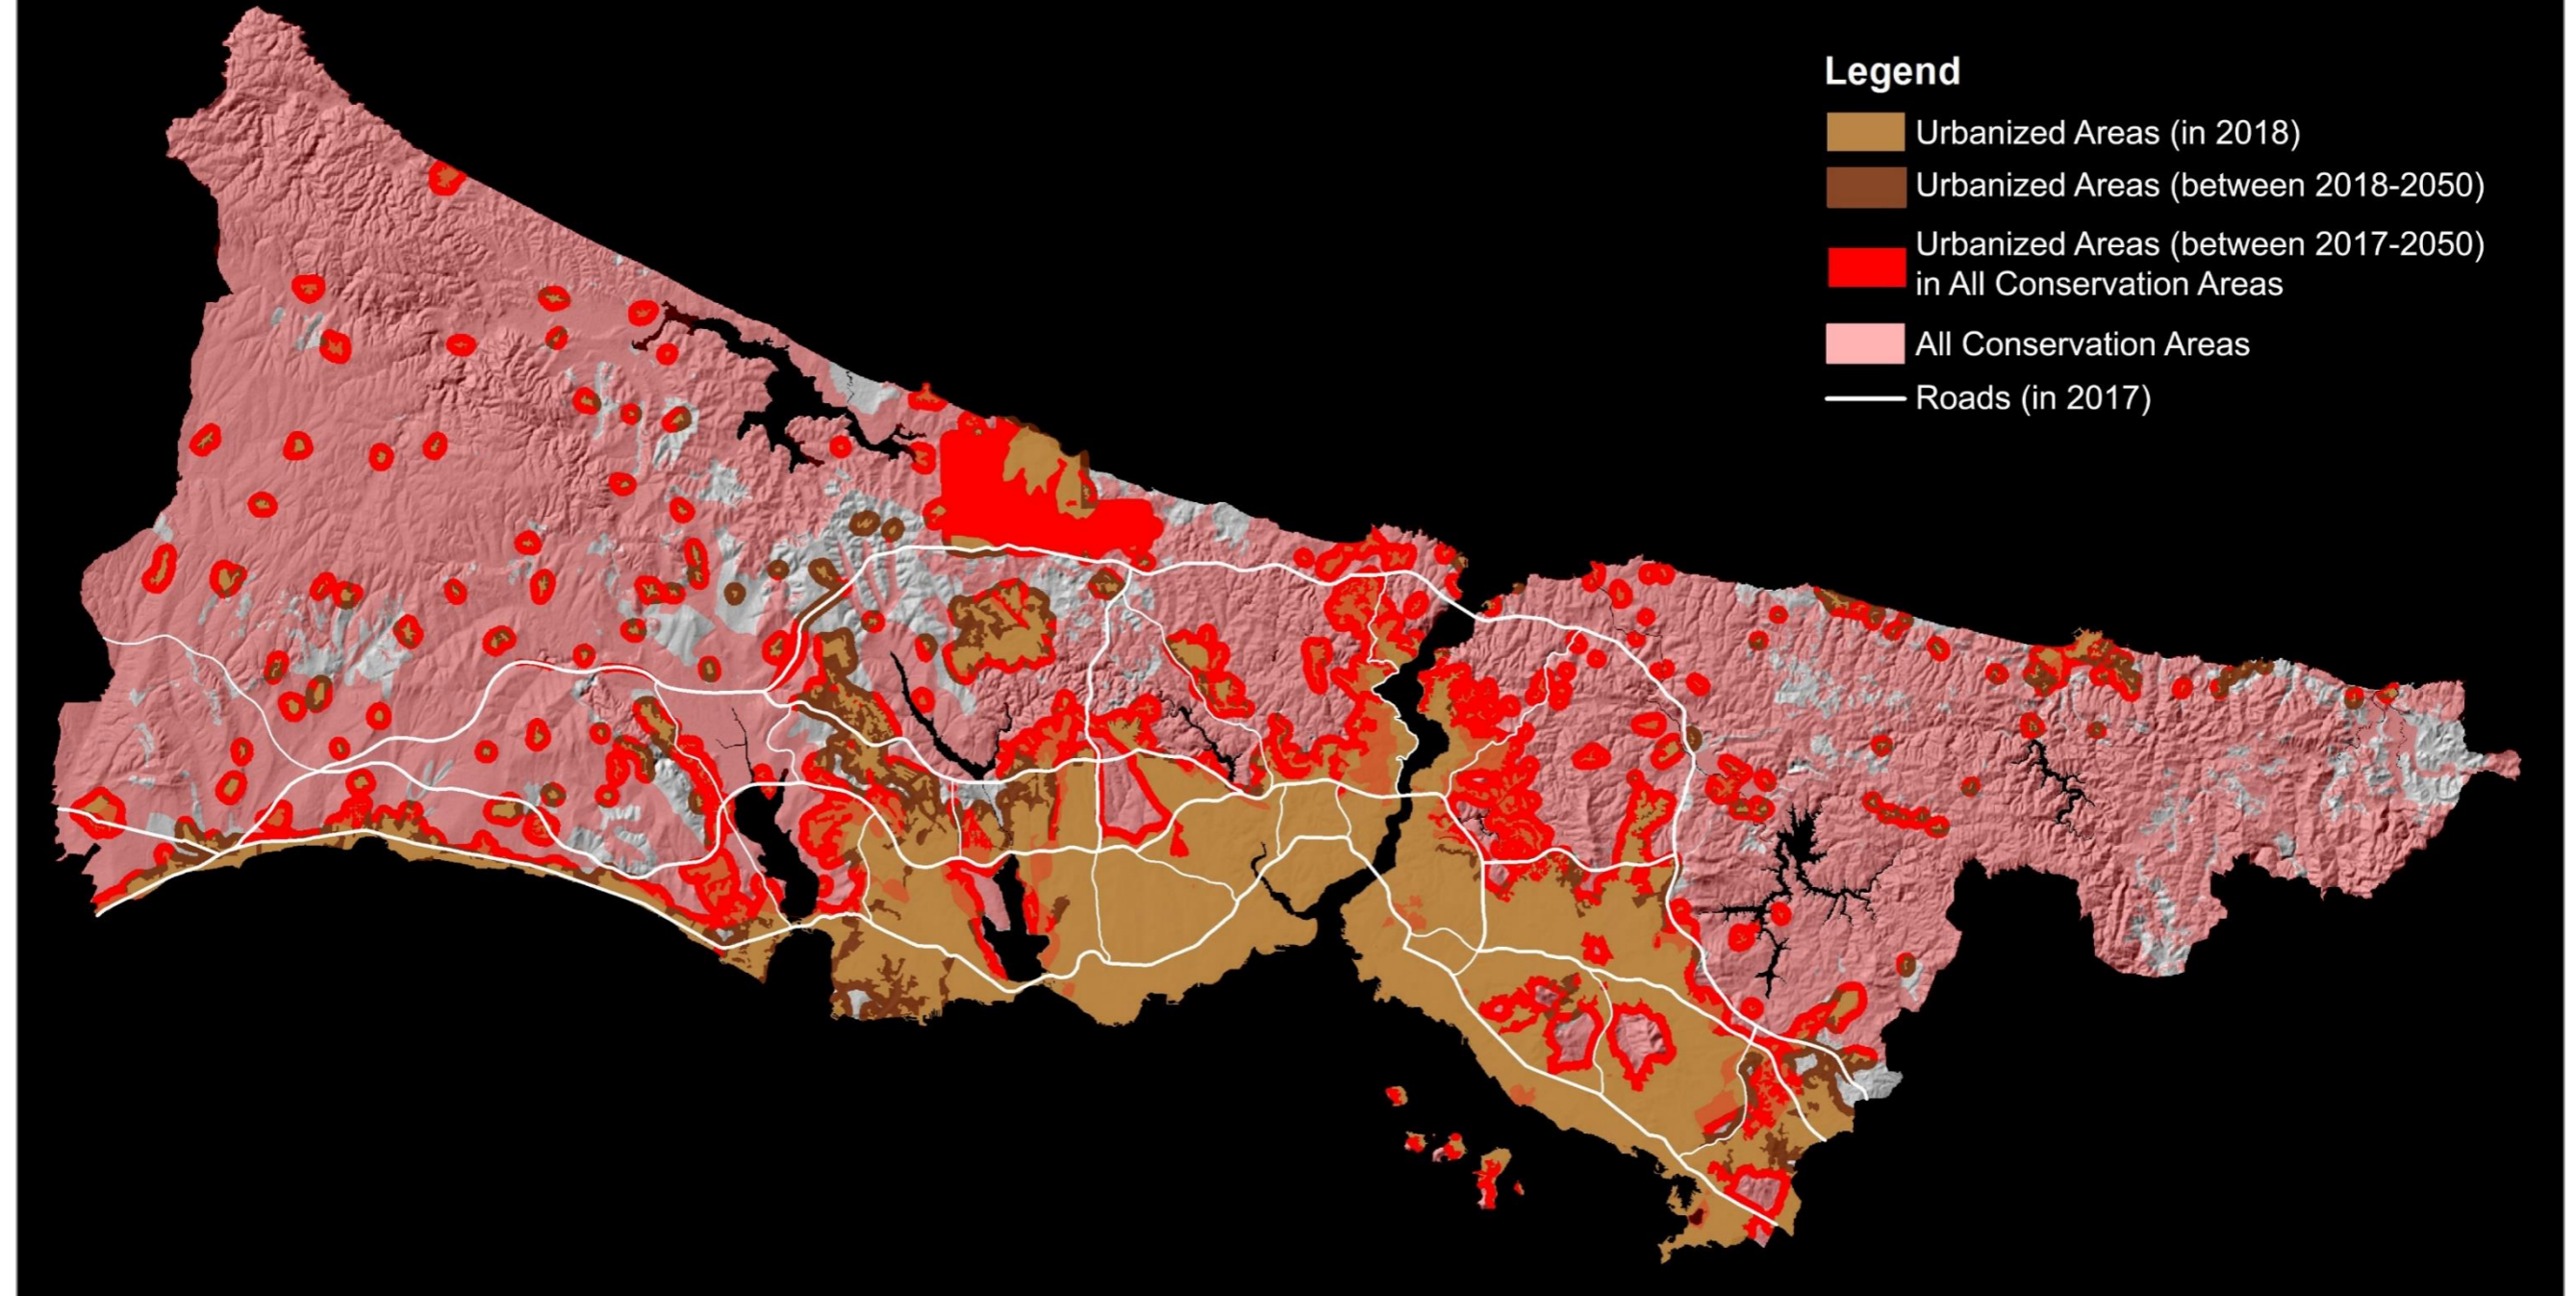 Legend
Urbanized Areas (in 2018)
Urbanized Areas (between 2018-2050)
Urbanized Areas (between 2017-2050)
in All Conservation Areas
All Conservation Areas
Roads (in 2017)